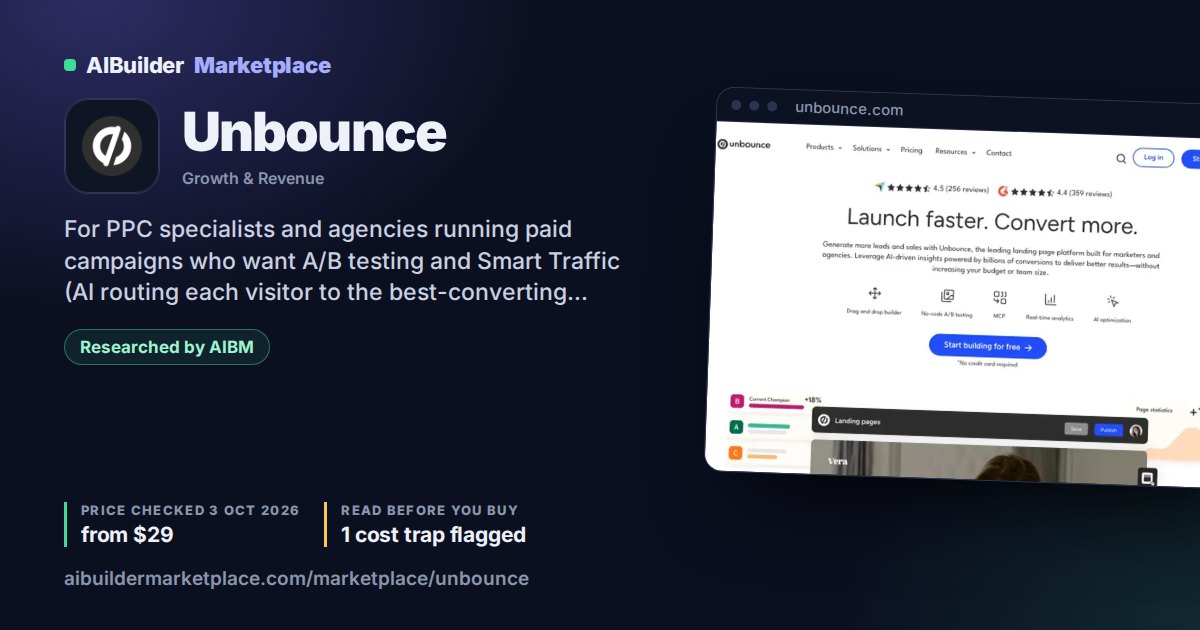 AIBuilder Marketplace
Unbounce
Growth & Revenue
For PPC specialists and agencies running paid
campaigns who want A/B testing and Smart Traffic
(AI routing each visitor to the best-converting...
Researched by AIBM
PRICE CHECKED 3 OCT 2026
from $29
READ BEFORE YOU BUY
1 cost trap flagged
aibuildermarketplace.com/marketplace/unbounce
unbounce.com
unbounce Products Solutions Pricing Resources Contact Log in St
4.5 (256 reviews) 4.4 (359 reviews)
Launch faster. Convert more.
Generate more leads and sales with Unbounce, the leading landing page platform built for marketers and
agencies. Leverage AI-driven insights powered by billions of conversions to deliver better results—without
increasing your budget or team size.
Drag and drop builder No-code A/B testing MCP Real-time analytics AI optimization
Start building for free →
*No credit card required
B Current Champion +18%
Page statistics
A
Landing pages Save Publish
C
Vera